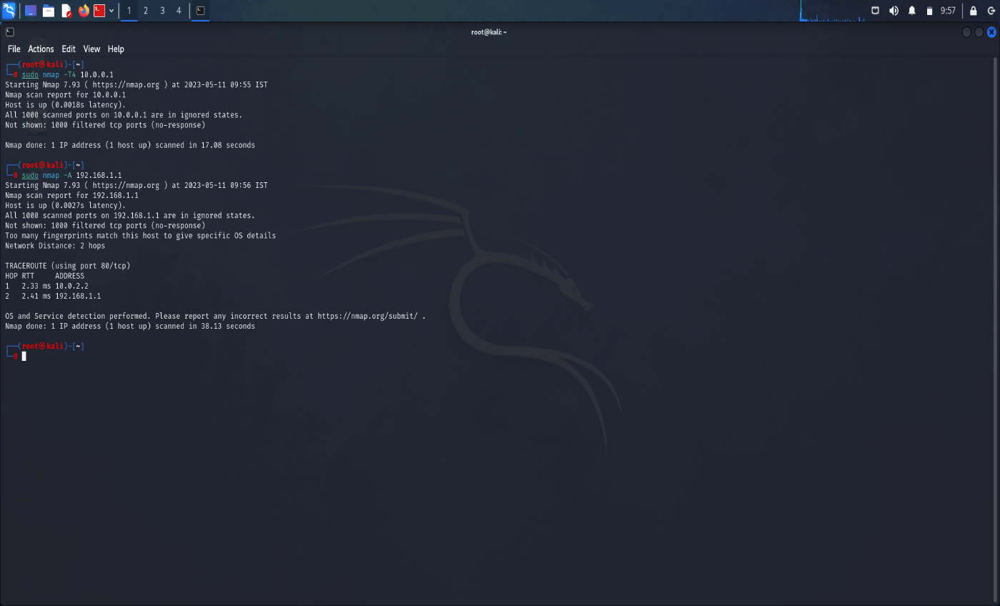 1 2 3 4
9:57
root@kali: ~
File Actions Edit View Help
┌──(root㉿kali)-[~]
└─# sudo nmap -T4 10.0.0.1
Starting Nmap 7.93 ( https://nmap.org ) at 2023-05-11 09:55 IST
Nmap scan report for 10.0.0.1
Host is up (0.0018s latency).
All 1000 scanned ports on 10.0.0.1 are in ignored states.
Not shown: 1000 filtered tcp ports (no-response)
Nmap done: 1 IP address (1 host up) scanned in 17.08 seconds
┌──(root㉿kali)-[~]
└─# sudo nmap -A 192.168.1.1
Starting Nmap 7.93 ( https://nmap.org ) at 2023-05-11 09:56 IST
Nmap scan report for 192.168.1.1
Host is up (0.0027s latency).
All 1000 scanned ports on 192.168.1.1 are in ignored states.
Not shown: 1000 filtered tcp ports (no-response)
Too many fingerprints match this host to give specific OS details
Network Distance: 2 hops
TRACEROUTE (using port 80/tcp)
HOP RTT     ADDRESS
1   2.33 ms 10.0.2.2
2   2.41 ms 192.168.1.1
OS and Service detection performed. Please report any incorrect results at https://nmap.org/submit/ .
Nmap done: 1 IP address (1 host up) scanned in 38.13 seconds
┌──(root㉿kali)-[~]
└─#